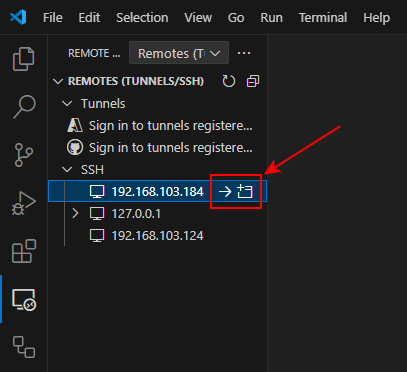 File Edit Selection View Go Run Terminal Help
REMOTE ... Remotes (Tu ...
REMOTES (TUNNELS/SSH)
Tunnels
Sign in to tunnels registere...
Sign in to tunnels registere...
SSH
192.168.103.184
127.0.0.1
192.168.103.124